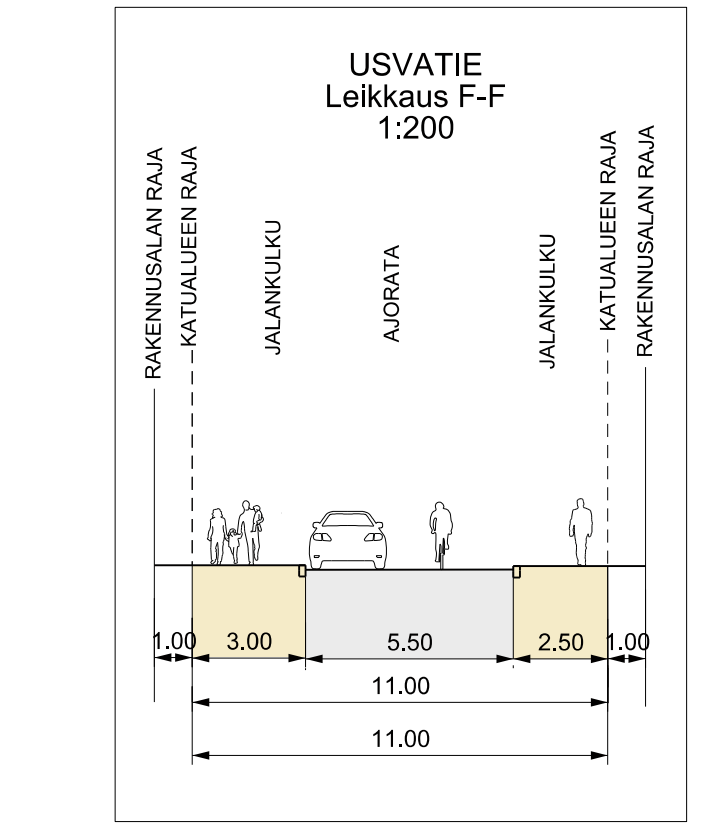 USVATIE
Leikkaus F-F
1:200
RAKENNUSALAN RAJA
KATUALUEEN RAJA
JALANKULKU
AJORATA
JALANKULKU
KATUALUEEN RAJA
RAKENNUSALAN RAJA
1.00
3.00
5.50
2.50
1.00
11.00
11.00